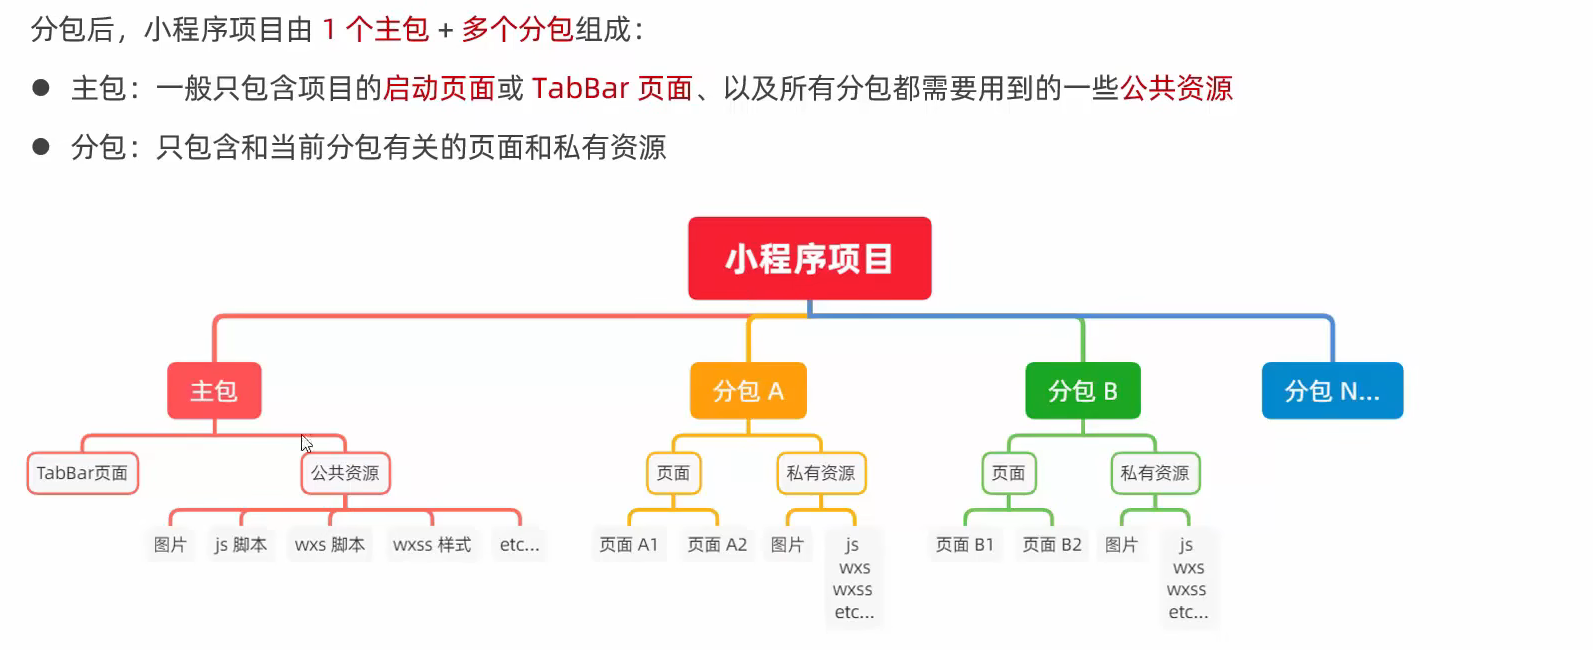 分包后，小程序项目由 1 个主包 + 多个分包组成：
● 主包：一般只包含项目的启动页面或 TabBar 页面、以及所有分包都需要用到的一些公共资源
● 分包：只包含和当前分包有关的页面和私有资源
小程序项目
主包
分包 A
分包 B
分包 N...
TabBar页面
公共资源
页面
私有资源
页面
私有资源
图片
js 脚本
wxs 脚本
wxss 样式
etc...
页面 A1
页面 A2
图片
js
wxs
wxss
etc...
页面 B1
页面 B2
图片
js
wxs
wxss
etc...